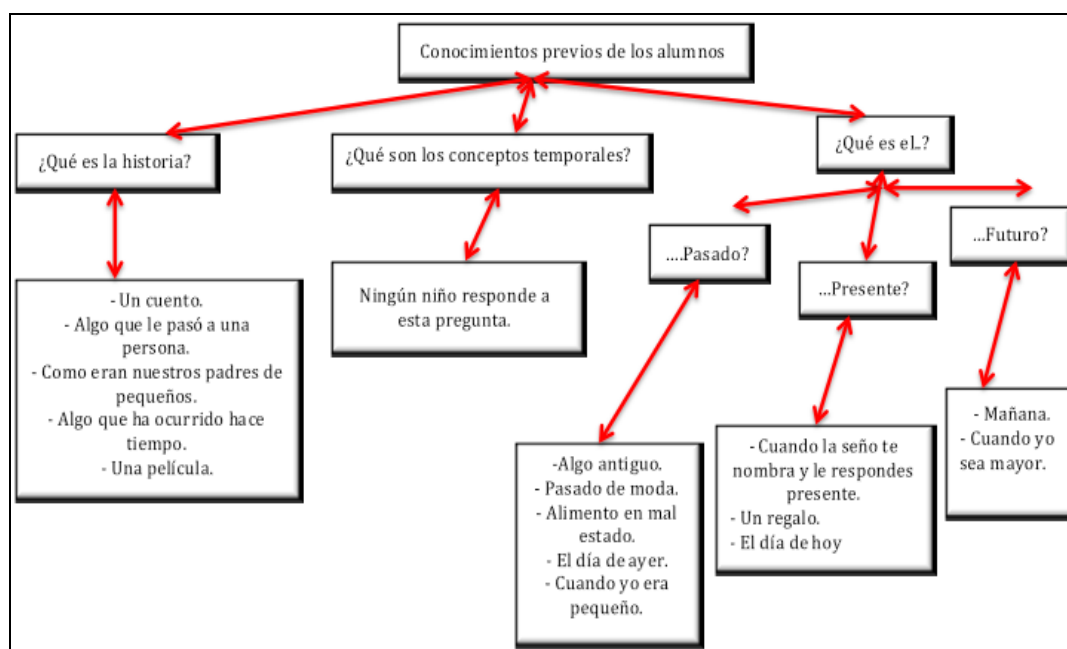 Conocimientos previos de los alumnos
¿Qué es la historia?
¿Qué son los conceptos temporales?
¿Qué es el..?
....Pasado?
...Presente?
...Futuro?
- Un cuento.
- Algo que le pasó a una
persona.
- Como eran nuestros padres de
pequeños.
- Algo que ha ocurrido hace
tiempo.
- Una película.
Ningún niño responde a
esta pregunta.
-Algo antiguo.
- Pasado de moda.
- Alimento en mal
estado.
- El día de ayer.
- Cuando yo era
pequeño.
- Cuando la seño te
nombra y le respondes
presente.
- Un regalo.
- El día de hoy
- Mañana.
- Cuando yo
sea mayor.